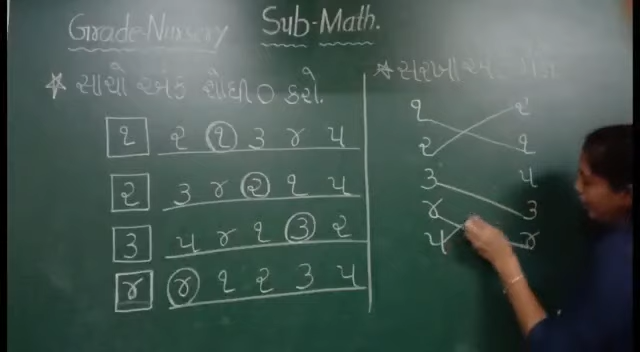 Grade-Nursery Sub-Math.
* સાચો અંક શોધી O કરો.
૧ ૨ ૧ ૩ ૪ ૫
૨ ૩ ૪ ૨ ૧ ૫
૩ ૫ ૪ ૧ ૩ ૨
૪ ૪ ૧ ૨ ૩ ૫
* સરખા
૧ ૨
૨ ૧
૩ ૫
૪ ૩
૫ ૪